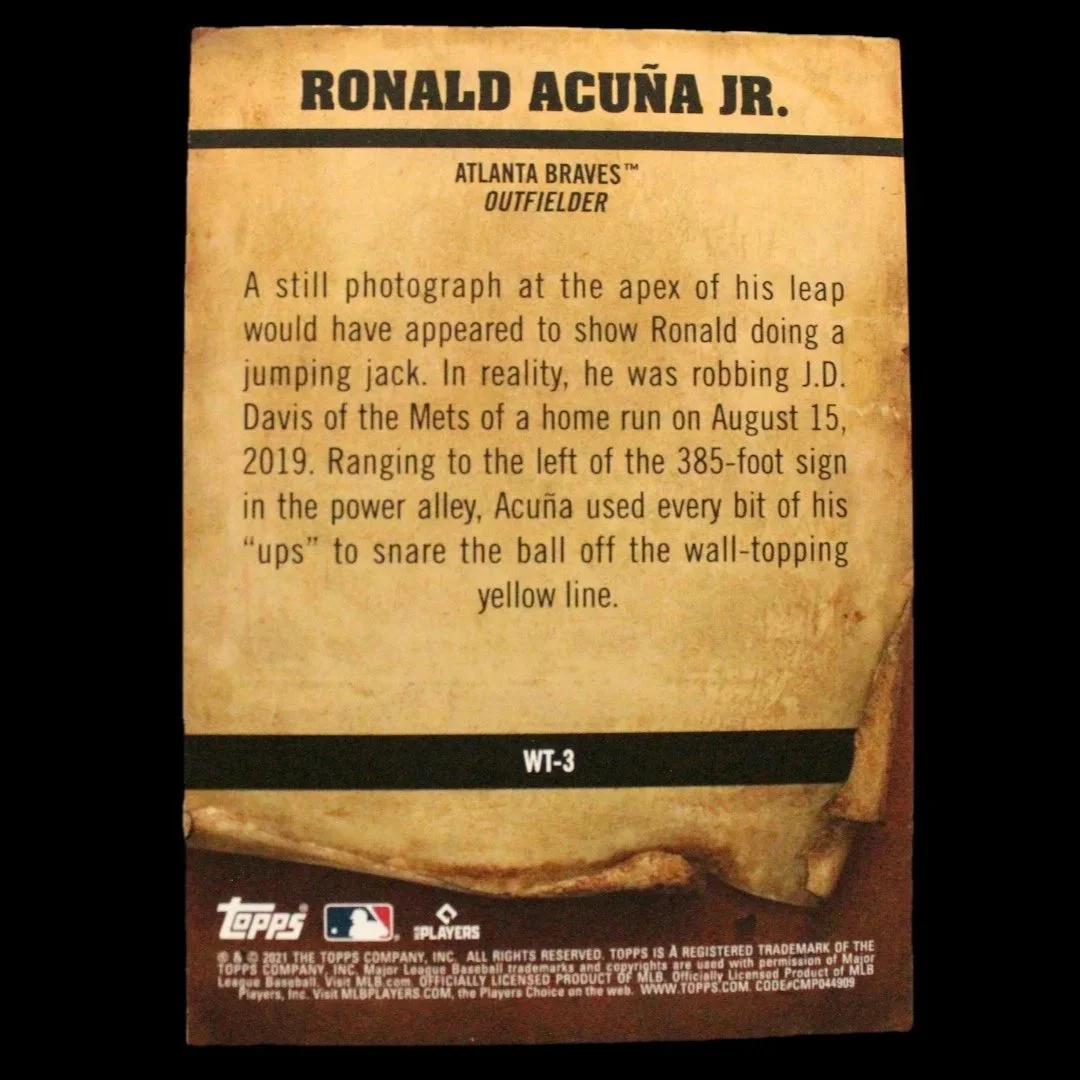 RONALD ACUÑA JR.
ATLANTA BRAVES™
OUTFIELDER
A still photograph at the apex of his leap
would have appeared to show Ronald doing a
jumping jack. In reality, he was robbing J.D.
Davis of the Mets of a home run on August 15,
2019. Ranging to the left of the 385-foot sign
in the power alley, Acuña used every bit of his
“ups” to snare the ball off the wall-topping
yellow line.
WT-3
TOPPS® ® PLAYERS
® & © 2021 THE TOPPS COMPANY, INC. ALL RIGHTS RESERVED. TOPPS IS A REGISTERED TRADEMARK OF THE
TOPPS COMPANY, INC. Major League Baseball trademarks and copyrights are used with permission of Major
League Baseball. Visit MLB.com. OFFICIALLY LICENSED PRODUCT OF MLB. Officially Licensed Product of MLB
Players, Inc. Visit MLBPLAYERS.COM, the Players Choice on the web. WWW.TOPPS.COM. CODE#CMP044909